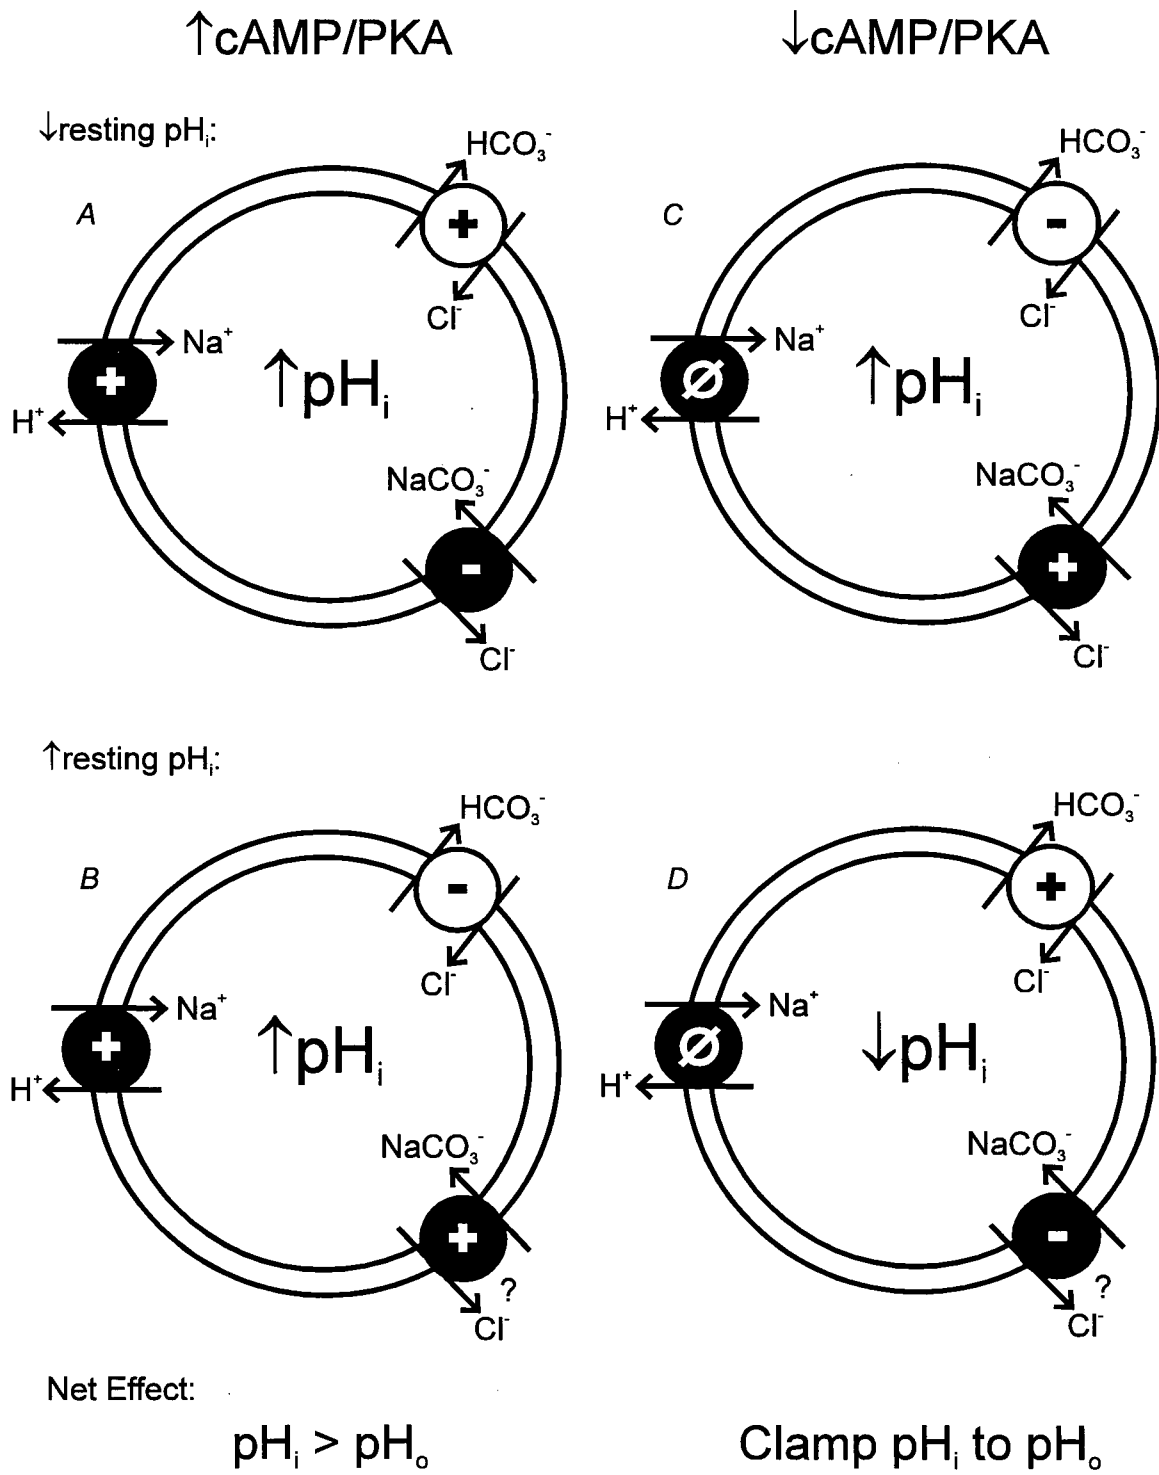 ↑cAMP/PKA
↓cAMP/PKA
↓resting pHᵢ:
A
HCO₃⁻
+
Cl⁻
Na⁺
+
H⁺
↑pHᵢ
NaCO₃⁻
-
Cl⁻
C
HCO₃⁻
-
Cl⁻
Na⁺
Ø
H⁺
↑pHᵢ
NaCO₃⁻
+
Cl⁻
↑resting pHᵢ:
B
HCO₃⁻
-
Cl⁻
Na⁺
+
H⁺
↑pHᵢ
NaCO₃⁻
+
?
Cl⁻
D
HCO₃⁻
+
Cl⁻
Na⁺
Ø
H⁺
↓pHᵢ
NaCO₃⁻
-
?
Cl⁻
Net Effect:
pHᵢ > pHₒ
Clamp pHᵢ to pHₒ